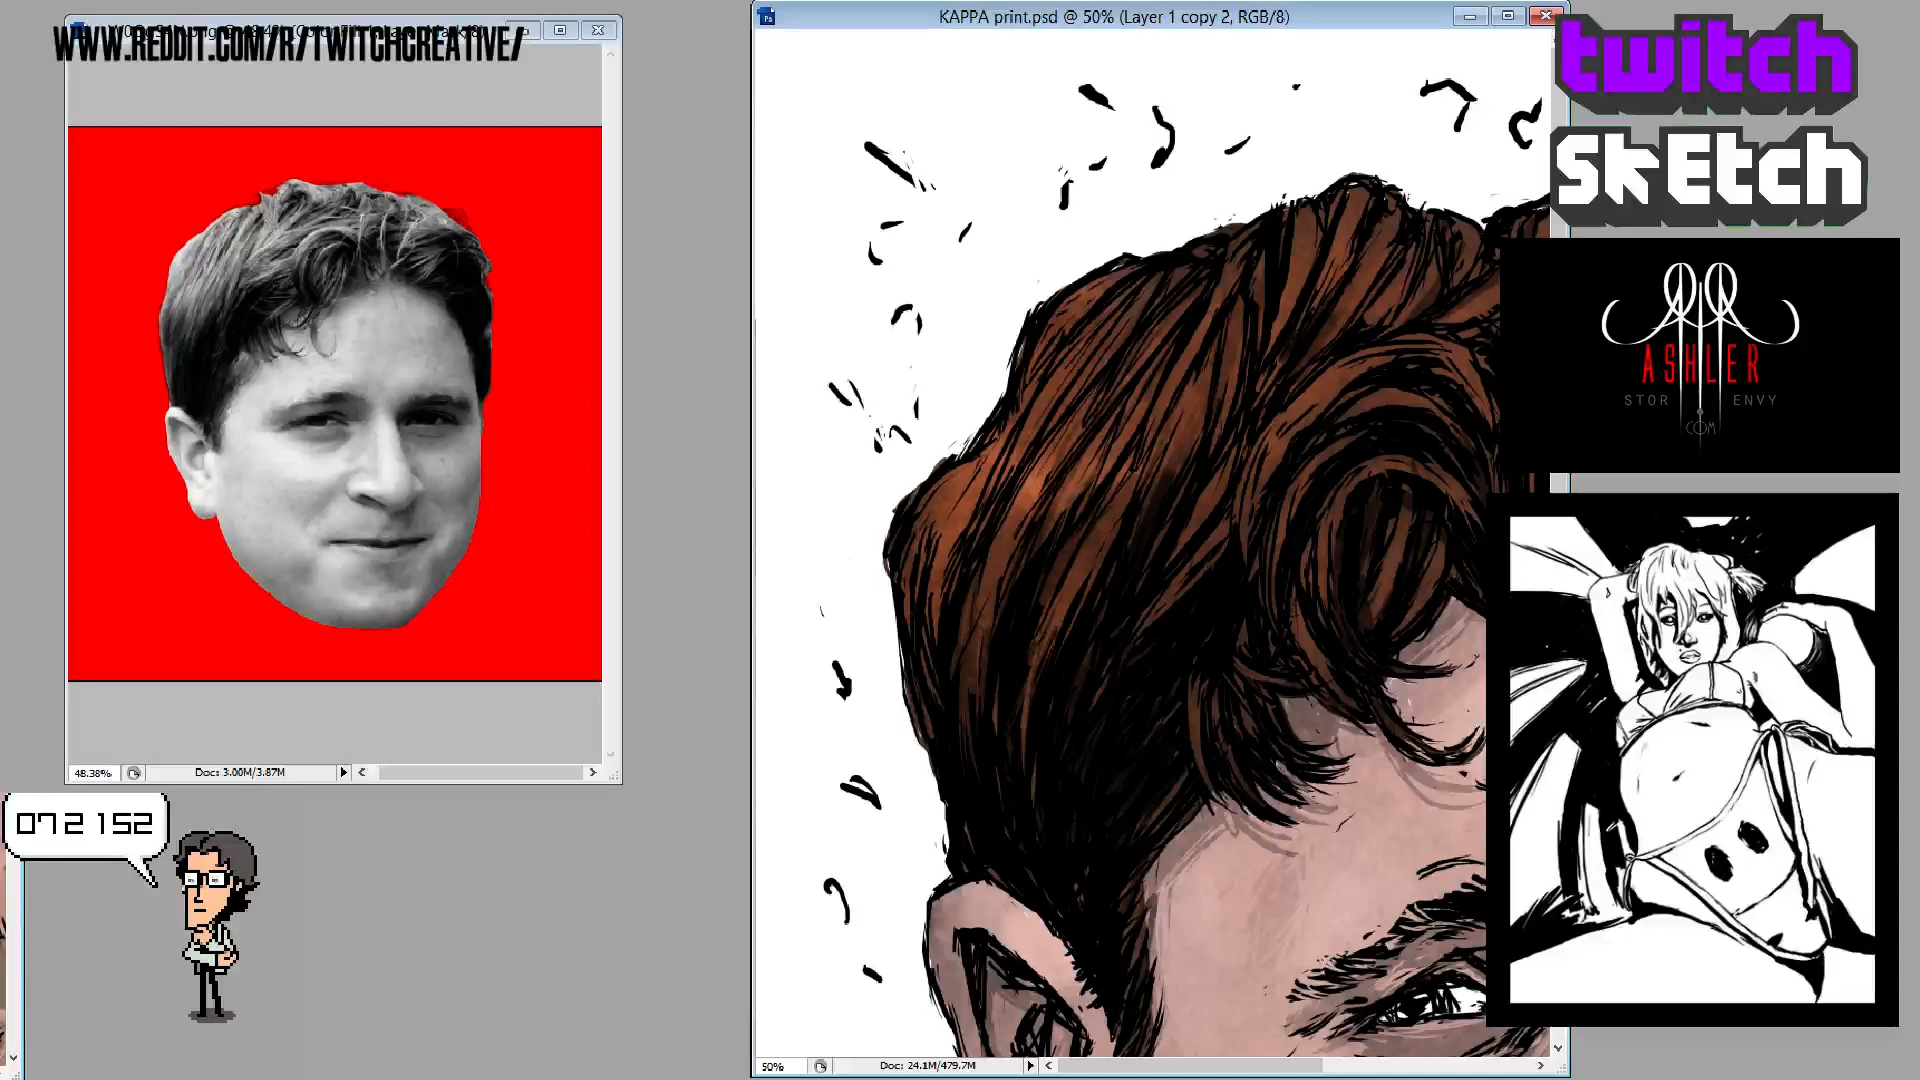 WWW.REDDIT.COM/R/TWITCHCREATIVE/
KAPPA print.psd @ 50% (Layer 1 copy 2, RGB/8)
twitch
SkEtch
ASHLER
STOR ENVY
COM
48.38%
Doc: 3.00M/3.87M
072 152
50%
Doc: 24.1M/479.7M